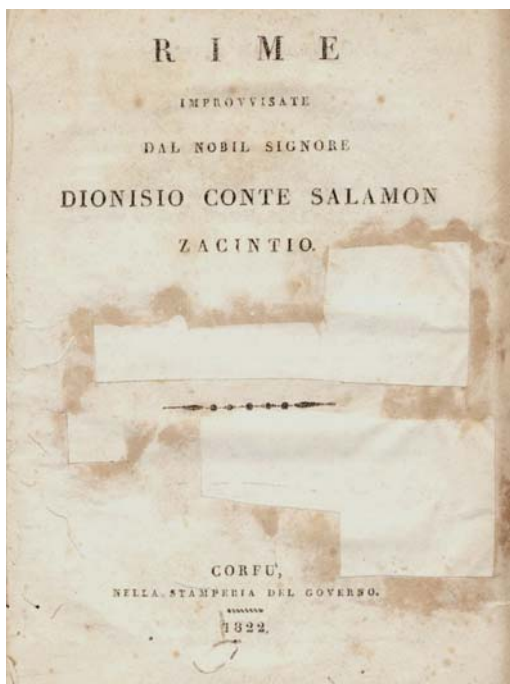 RIME
IMPROVVISATE
DAL NOBIL SIGNORE
DIONISIO CONTE SALAMON
ZACINTIO.
CORFU',
NELLA STAMPERIA DEL GOVERNO.
1822.